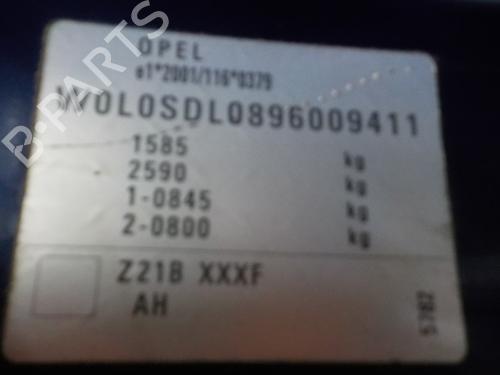 OPEL
e1*2001/116*0379
W0L0SDL0896009411
1585 kg
2590 kg
1-0845 kg
2-0800 kg
Z21B XXXF
AH
5782
B-PARTS